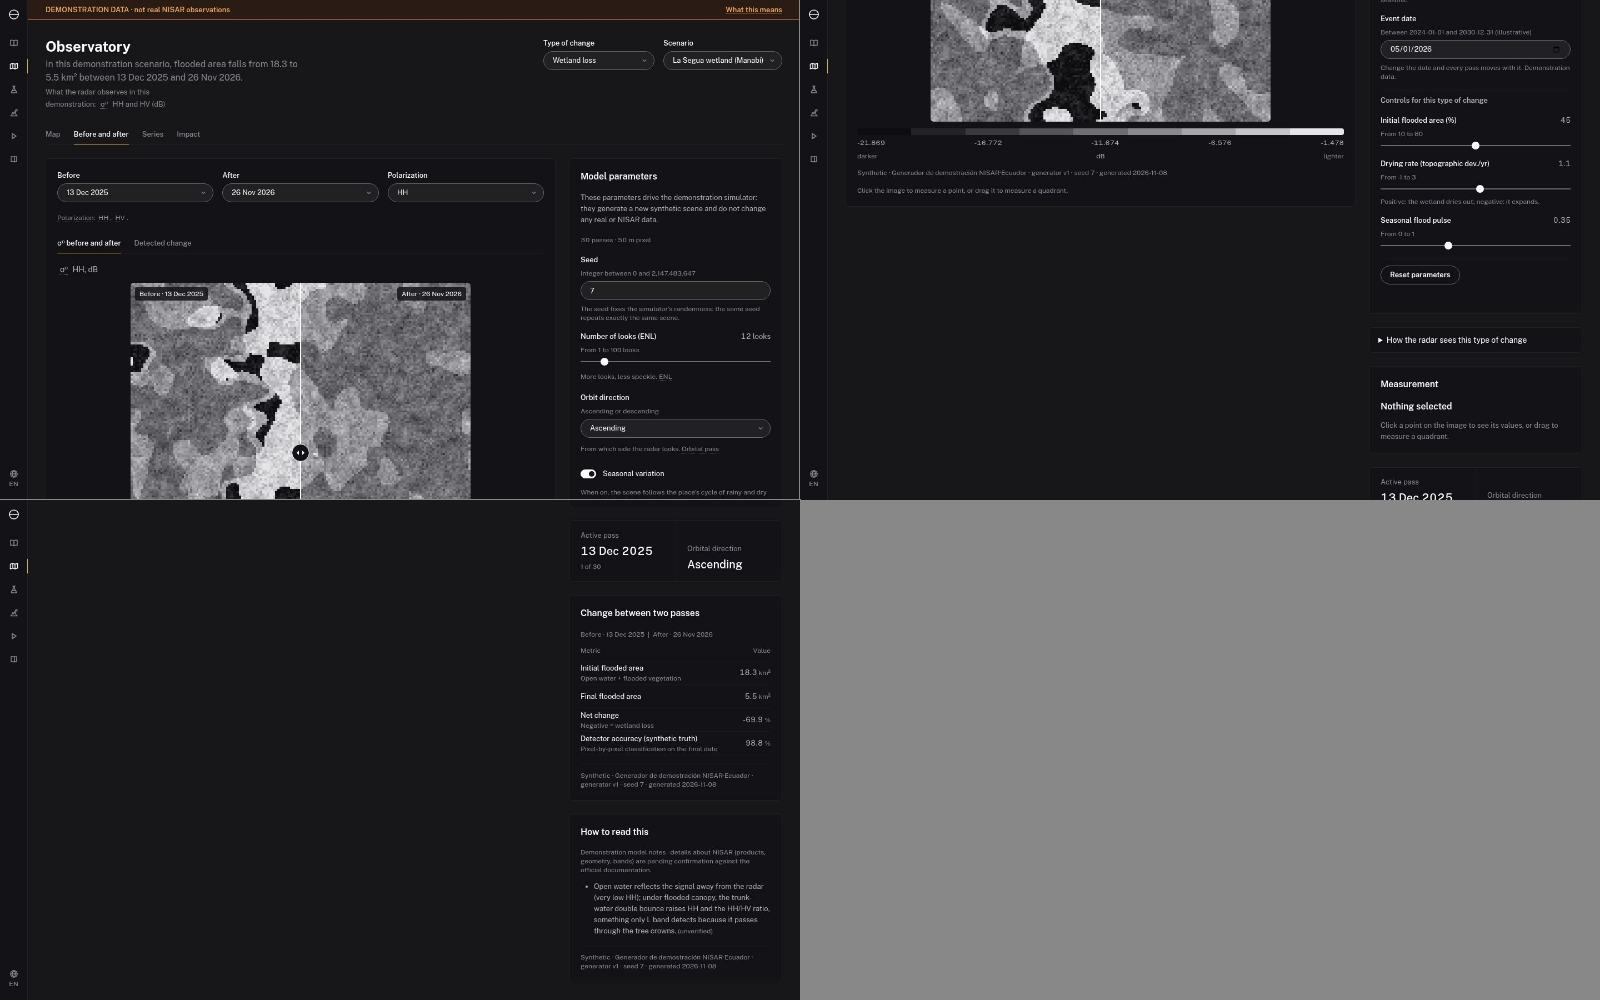 DEMONSTRATION DATA · not real NISAR observations
What this means
Observatory
In this demonstration scenario, flooded area falls from 18.3 to
5.5 km² between 13 Dec 2025 and 26 Nov 2026.
What the radar observes in this
demonstration: σ⁰ HH and HV (dB)
Type of change
Wetland loss
Scenario
La Segua wetland (Manabí)
Map
Before and after
Series
Impact
Before
13 Dec 2025
After
26 Nov 2026
Polarization
HH
Polarization: HH . HV .
σ⁰ before and after
Detected change
σ⁰ HH, dB
Before · 13 Dec 2025
After · 26 Nov 2026
Model parameters
These parameters drive the demonstration simulator:
they generate a new synthetic scene and do not change
any real or NISAR data.
30 passes · 50 m pixel
Seed
Integer between 0 and 2,147,483,647
7
The seed fixes the simulator's randomness: the same seed
repeats exactly the same scene.
Number of looks (ENL)
12 looks
From 1 to 100 looks
More looks, less speckle. ENL
Orbit direction
Ascending or descending
Ascending
From which side the radar looks. Orbital pass
Seasonal variation
When on, the scene follows the place's cycle of rainy and dry
EN
-21.869
-16.772
-11.674
-6.576
-1.478
darker
dB
lighter
Synthetic · Generador de demostración NISAR-Ecuador · generator v1 · seed 7 · generated 2026-11-08
Click the image to measure a point, or drag it to measure a quadrant.
Event date
Between 2024-01-01 and 2030-12-31 (illustrative)
05/01/2026
Change the date and every pass moves with it. Demonstration
data.
Controls for this type of change
Initial flooded area (%)
45
From 10 to 80
Drying rate (topographic dev./yr)
1.1
From -1 to 3
Positive: the wetland dries out; negative: it expands.
Seasonal flood pulse
0.35
From 0 to 1
Reset parameters
How the radar sees this type of change
Measurement
Nothing selected
Click a point on the image to see its values, or drag to
measure a quadrant.
Active pass
13 Dec 2025
Orbital direction
EN
Active pass
13 Dec 2025
1 of 30
Orbital direction
Ascending
Change between two passes
Before · 13 Dec 2025 | After · 26 Nov 2026
Metric
Value
Initial flooded area
18.3 km²
Open water + flooded vegetation
Final flooded area
5.5 km²
Net change
-69.9 %
Negative = wetland loss
Detector accuracy (synthetic truth)
98.8 %
Pixel-by-pixel classification on the final date
Synthetic · Generador de demostración NISAR-Ecuador ·
generator v1 · seed 7 · generated 2026-11-08
How to read this
Demonstration model notes · details about NISAR (products,
geometry, bands) are pending confirmation against the
official documentation.
• Open water reflects the signal away from the radar
(very low HH); under flooded canopy, the trunk-
water double bounce raises HH and the HH/HV ratio,
something only L band detects because it passes
through the tree crowns. (unverified)
Synthetic · Generador de demostración NISAR-Ecuador ·
generator v1 · seed 7 · generated 2026-11-08
EN